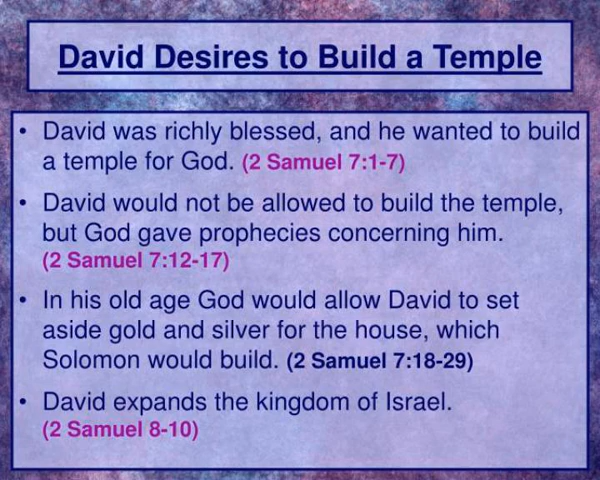 David Desires to Build a Temple
• David was richly blessed, and he wanted to build
a temple for God. (2 Samuel 7:1-7)
• David would not be allowed to build the temple,
but God gave prophecies concerning him.
(2 Samuel 7:12-17)
• In his old age God would allow David to set
aside gold and silver for the house, which
Solomon would build. (2 Samuel 7:18-29)
• David expands the kingdom of Israel.
(2 Samuel 8-10)